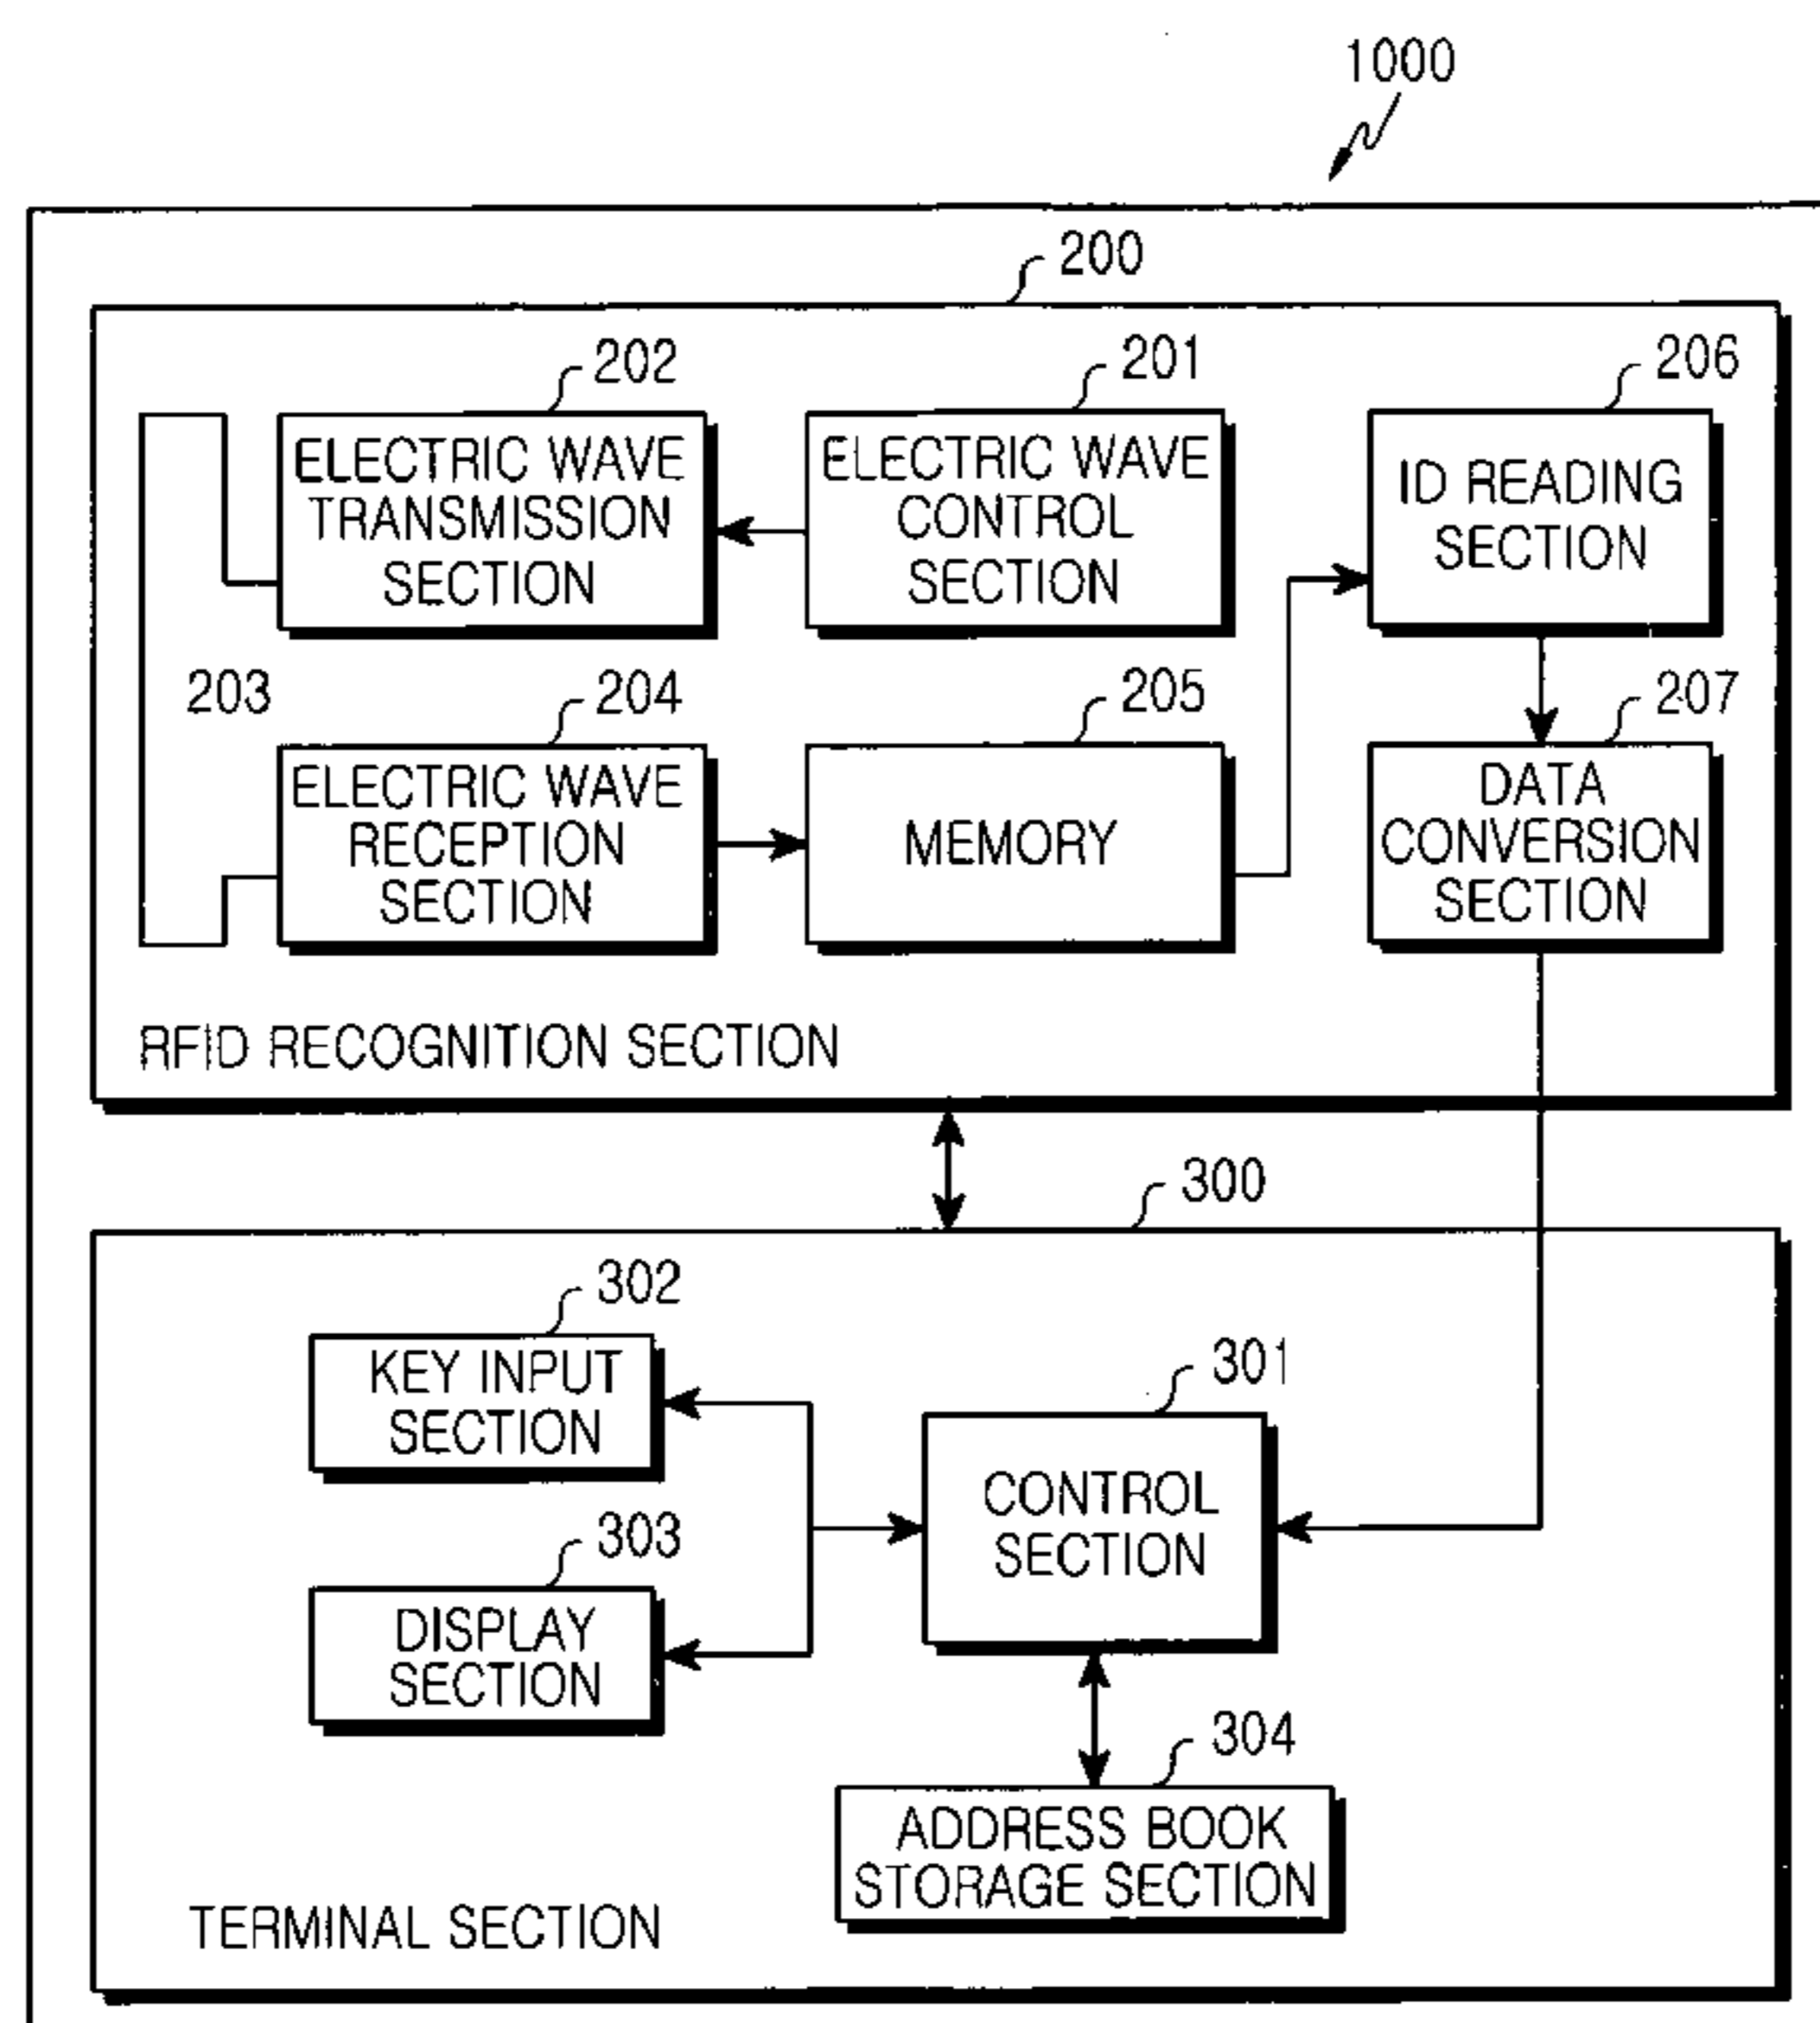 1000
200
202
201
206
ELECTRIC WAVE
TRANSMISSION
SECTION
ELECTRIC WAVE
CONTROL
SECTION
ID READING
SECTION
203
204
205
207
ELECTRIC WAVE
RECEPTION
SECTION
MEMORY
DATA
CONVERSION
SECTION
RFID RECOGNITION SECTION
300
302
KEY INPUT
SECTION
301
CONTROL
SECTION
303
DISPLAY
SECTION
304
ADDRESS BOOK
STORAGE SECTION
TERMINAL SECTION